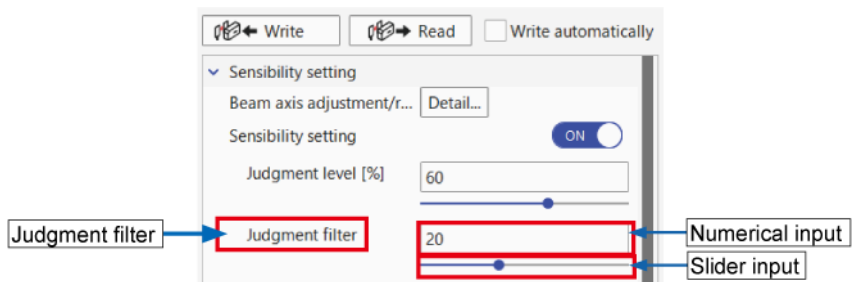 Write
Read
Write automatically
Sensibility setting
Beam axis adjustment/r...
Detail...
Sensibility setting
ON
Judgment level [%]
60
Judgment filter
Judgment filter
20
Numerical input
Slider input